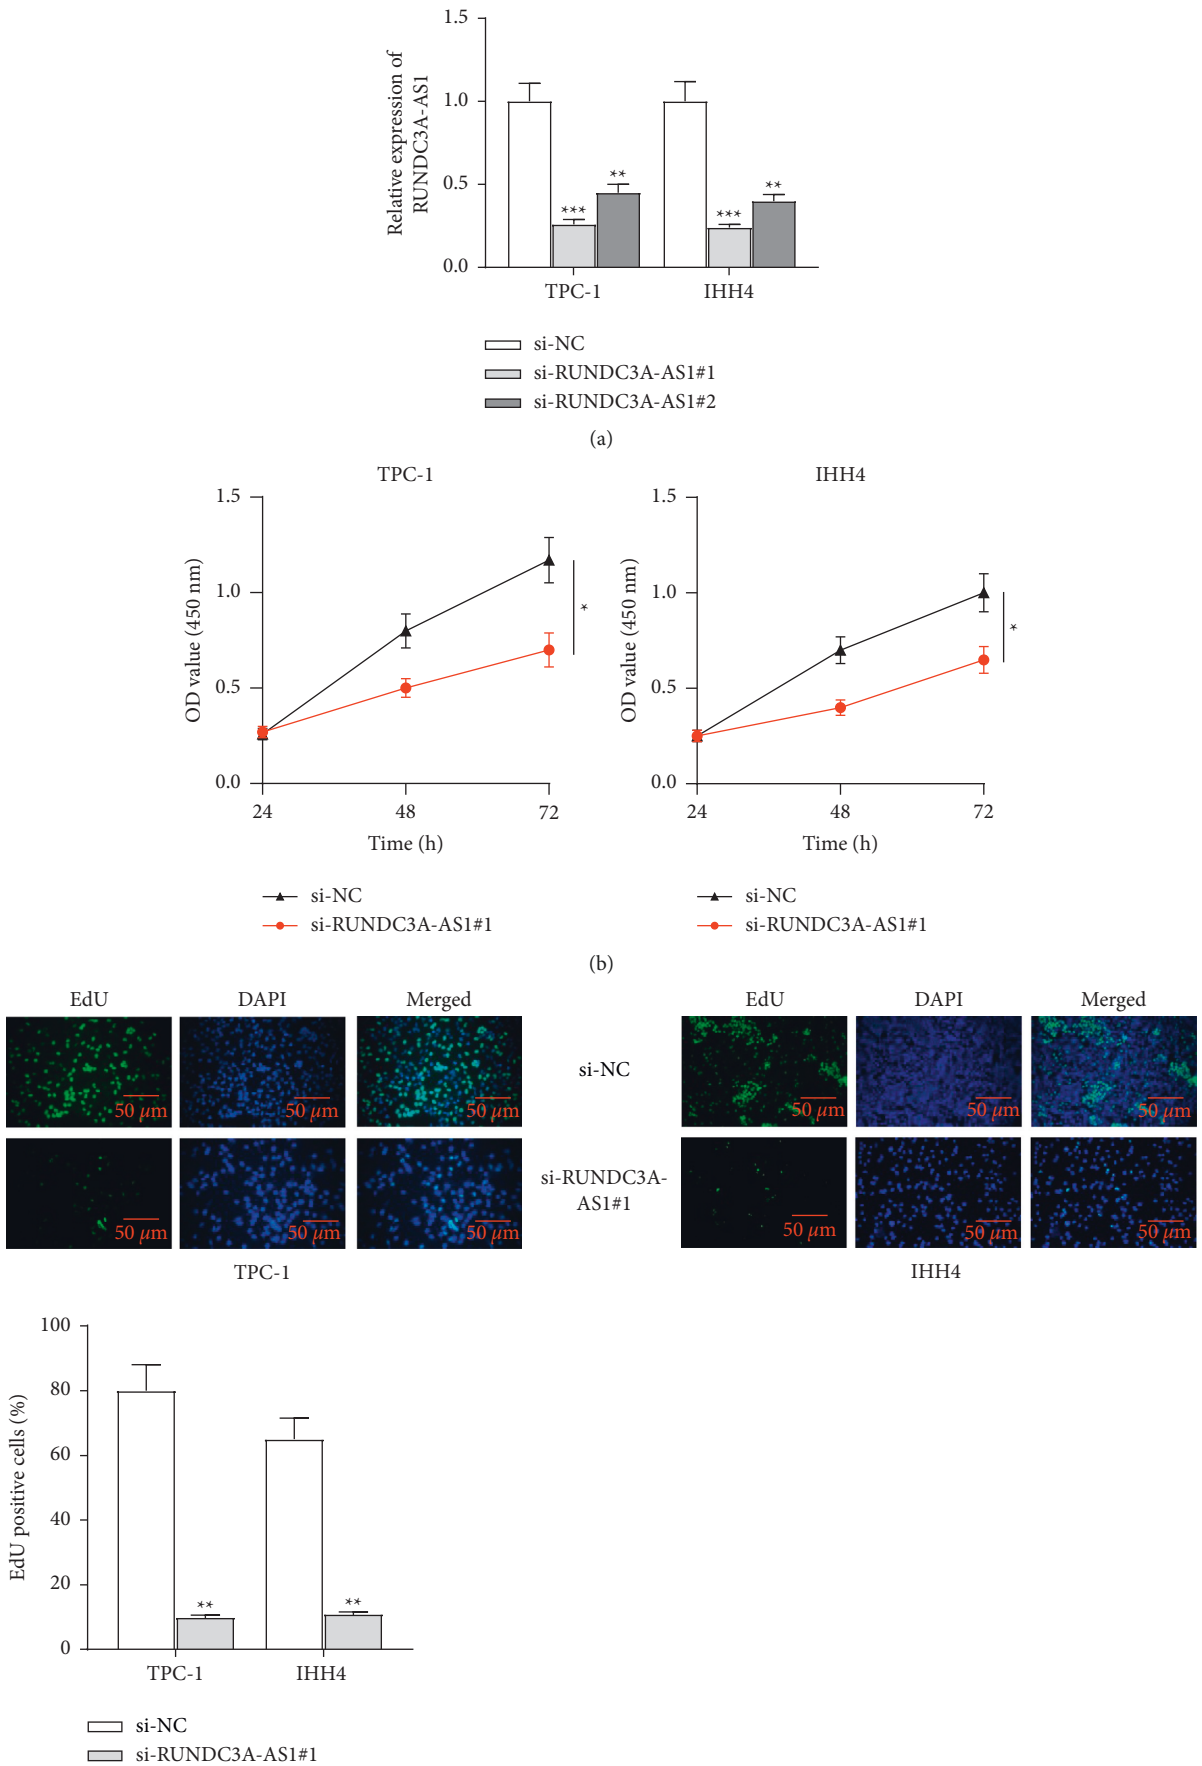 1.5
1.0
0.5
0.0
Relative expression of
RUNDC3A-AS1
***
**
***
**
TPC-1
IHH4
si-NC
si-RUNDC3A-AS1#1
si-RUNDC3A-AS1#2
(a)
TPC-1
1.5
1.0
0.5
0.0
OD value (450 nm)
*
24
48
72
Time (h)
si-NC
si-RUNDC3A-AS1#1
IHH4
1.5
1.0
0.5
0.0
OD value (450 nm)
*
24
48
72
Time (h)
si-NC
si-RUNDC3A-AS1#1
(b)
EdU
DAPI
Merged
EdU
DAPI
Merged
50 μm
50 μm
50 μm
si-NC
50 μm
50 μm
50 μm
50 μm
50 μm
50 μm
si-RUNDC3A-
AS1#1
50 μm
50 μm
50 μm
TPC-1
IHH4
100
80
60
40
20
0
EdU positive cells (%)
**
**
TPC-1
IHH4
si-NC
si-RUNDC3A-AS1#1